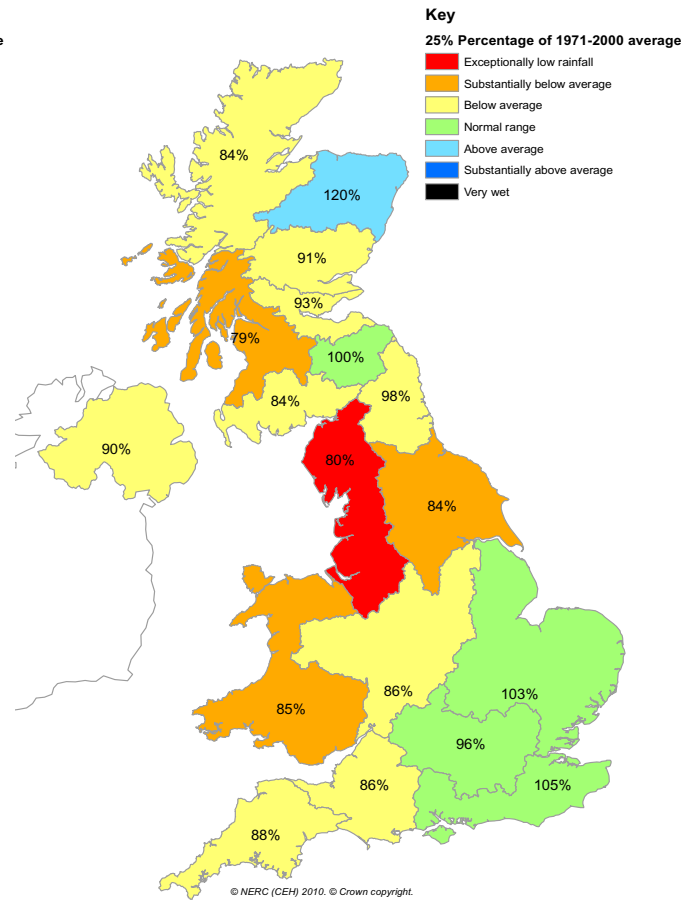 Key
e
25% Percentage of 1971-2000 average
Exceptionally low rainfall
Substantially below average
Below average
Normal range
Above average
Substantially above average
Very wet
84%
120%
91%
93%
79%
100%
84%
98%
90%
80%
84%
103%
86%
85%
96%
86%
105%
88%
© NERC (CEH) 2010. © Crown copyright.